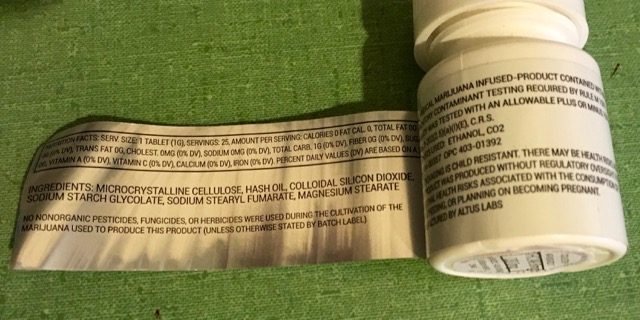 NUTRITION FACTS: SERV SIZE: 1 TABLET (1G), SERVINGS: 25, AMOUNT PER SERVING: CALORIES 0 FAT CAL. 0, TOTAL FAT 0G
(0% DV), TRANS FAT 0G, CHOLEST. 0MG (0% DV), SODIUM 0MG (0% DV), TOTAL CARB. 1G (0% DV), FIBER 0G (0% DV),
VITAMIN A (0% DV), VITAMIN C (0% DV), CALCIUM (0% DV), IRON (0% DV). PERCENT DAILY VALUES (DV) ARE BASED ON A
INGREDIENTS: MICROCRYSTALLINE CELLULOSE, HASH OIL, COLLOIDAL SILICON DIOXIDE,
SODIUM STARCH GLYCOLATE, SODIUM STEARYL FUMARATE, MAGNESIUM STEARATE
NO NONORGANIC PESTICIDES, FUNGICIDES, OR HERBICIDES WERE USED DURING THE CULTIVATION OF THE
MARIJUANA USED TO PRODUCE THIS PRODUCT (UNLESS OTHERWISE STATED BY BATCH LABEL)
MARIJUANA INFUSED-PRODUCT CONTAINED
CONTAMINANT TESTING REQUIRED BY RULE M
WAS TESTED WITH AN ALLOWABLE PLUS OR MINUS
C.R.S.
USED: ETHANOL, CO2
OPC 403-01392
IS CHILD RESISTANT. THERE MAY BE HEALTH
WAS PRODUCED WITHOUT REGULATORY OVERSIGHT
HEALTH RISKS ASSOCIATED WITH THE CONSUMPTION
OR PLANNING ON BECOMING PREGNANT.
BY ALTUS LABS